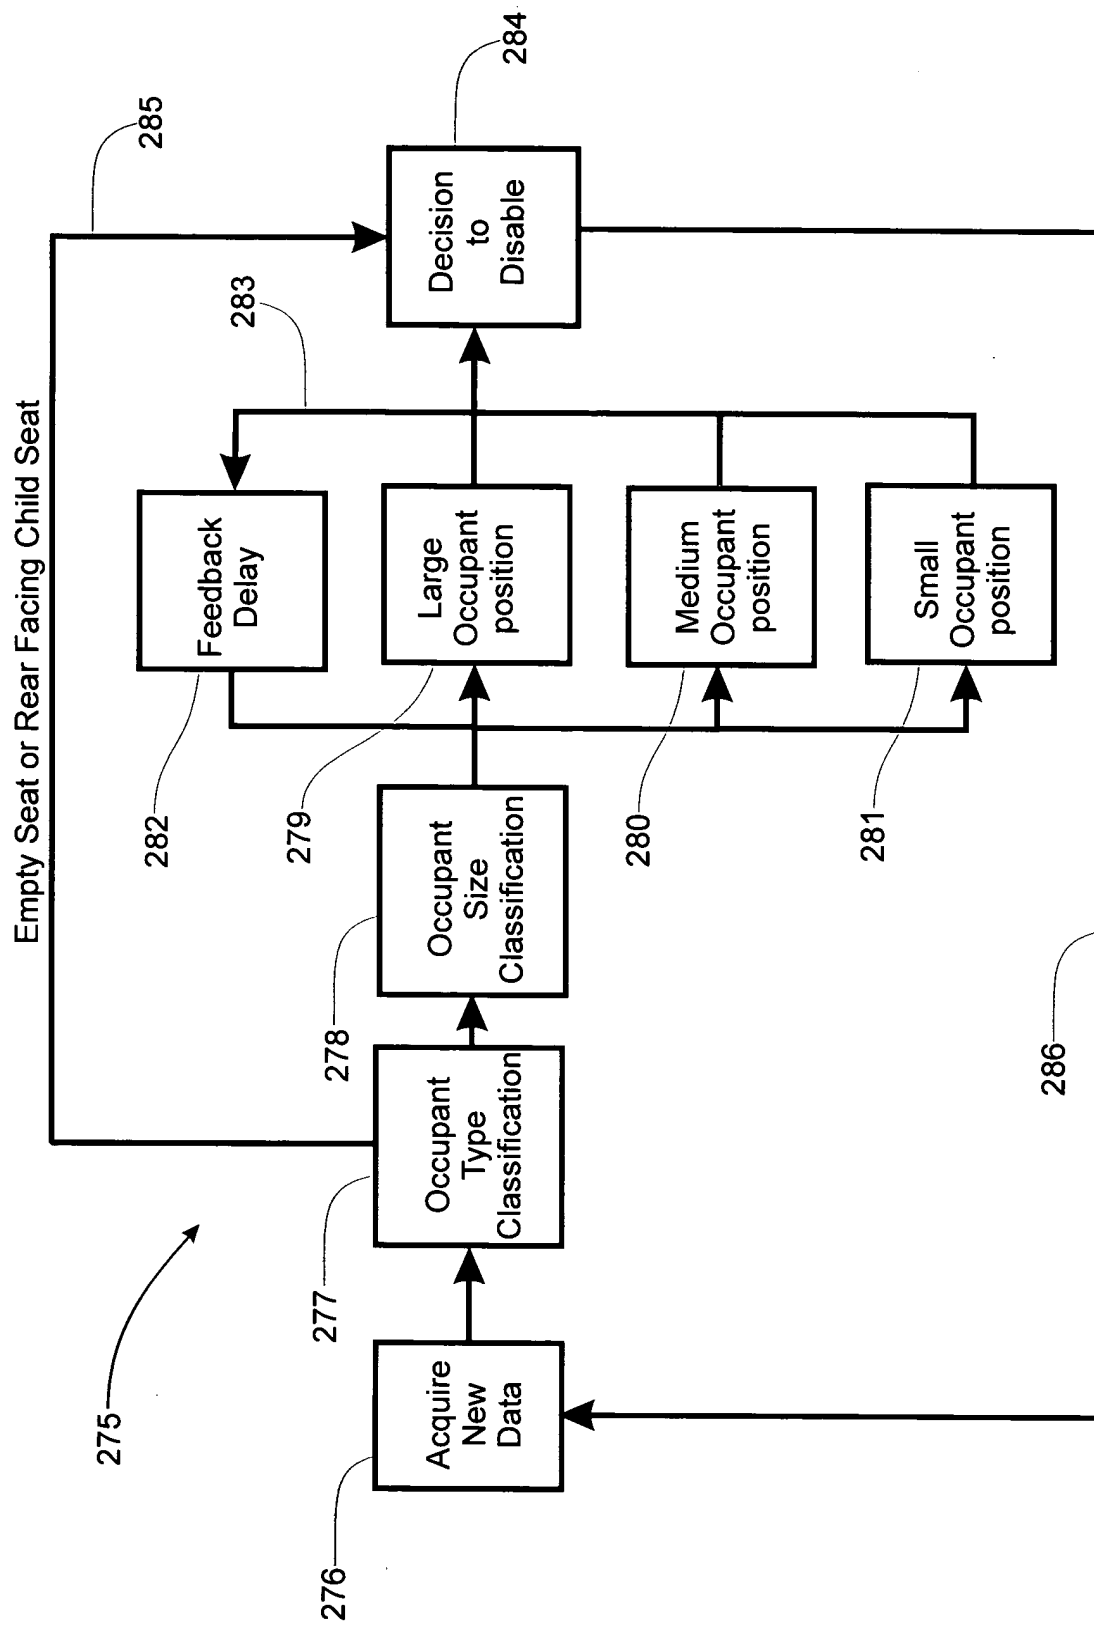 Empty Seat or Rear Facing Child Seat
285
275
283
284
282
Feedback
Delay
277
278
279
276
Acquire
New
Data
Occupant
Type
Classification
Occupant
Size
Classification
Large
Occupant
position
Decision
to
Disable
280
Medium
Occupant
position
281
Small
Occupant
position
286